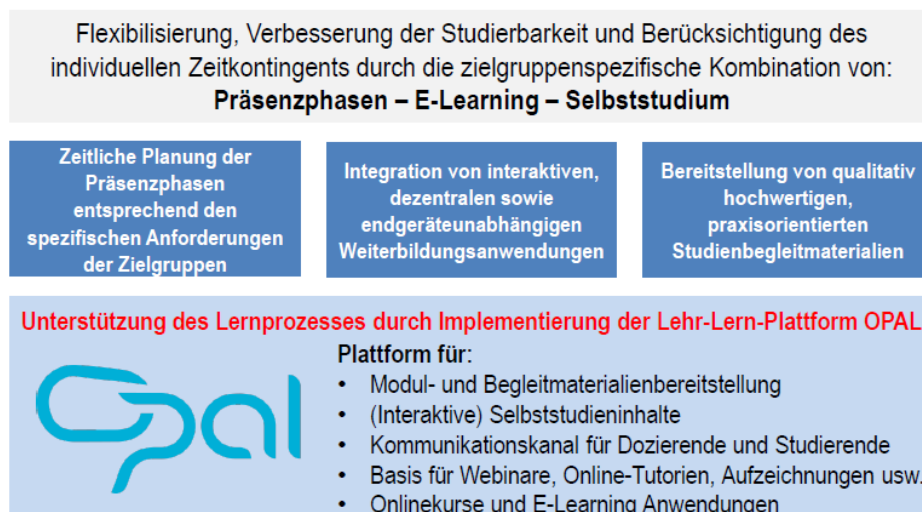 Flexibilisierung, Verbesserung der Studierbarkeit und Berücksichtigung des
individuellen Zeitkontingents durch die zielgruppenspezifische Kombination von:
Präsenzphasen – E-Learning – Selbststudium
Zeitliche Planung der
Präsenzphasen
entsprechend den
spezifischen Anforderungen
der Zielgruppen
Integration von interaktiven,
dezentralen sowie
endgeräteunabhängigen
Weiterbildungsanwendungen
Bereitstellung von qualitativ
hochwertigen,
praxisorientierten
Studienbegleitmaterialien
Unterstützung des Lernprozesses durch Implementierung der Lehr-Lern-Plattform OPAL
Opal
Plattform für:
• Modul- und Begleitmaterialienbereitstellung
• (Interaktive) Selbststudieninhalte
• Kommunikationskanal für Dozierende und Studierende
• Basis für Webinare, Online-Tutorien, Aufzeichnungen usw.
• Onlinekurse und E-Learning Anwendungen